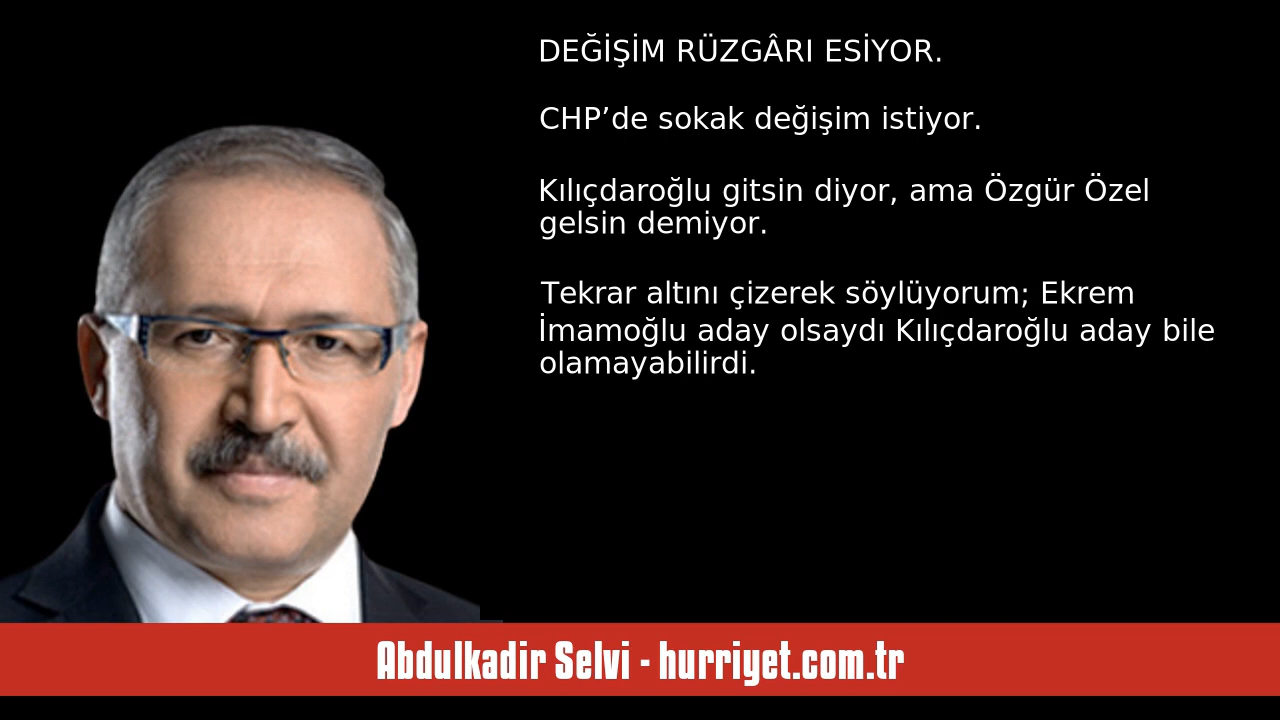 DEĞİŞİM RÜZGÂRI ESİYOR.
CHP’de sokak değişim istiyor.
Kılıçdaroğlu gitsin diyor, ama Özgür Özel
gelsin demiyor.
Tekrar altını çizerek söylüyorum; Ekrem
İmamoğlu aday olsaydı Kılıçdaroğlu aday bile
olamayabilirdi.
Abdulkadir Selvi - hurriyet.com.tr